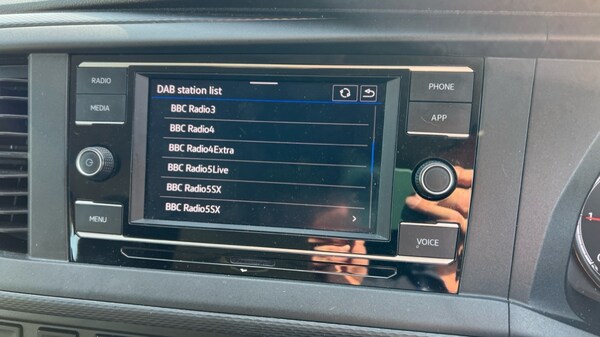 RADIO
MEDIA
MENU
DAB station list
BBC Radio3
BBC Radio4
BBC Radio4Extra
BBC Radio5Live
BBC Radio5SX
BBC Radio5SX
PHONE
APP
VOICE